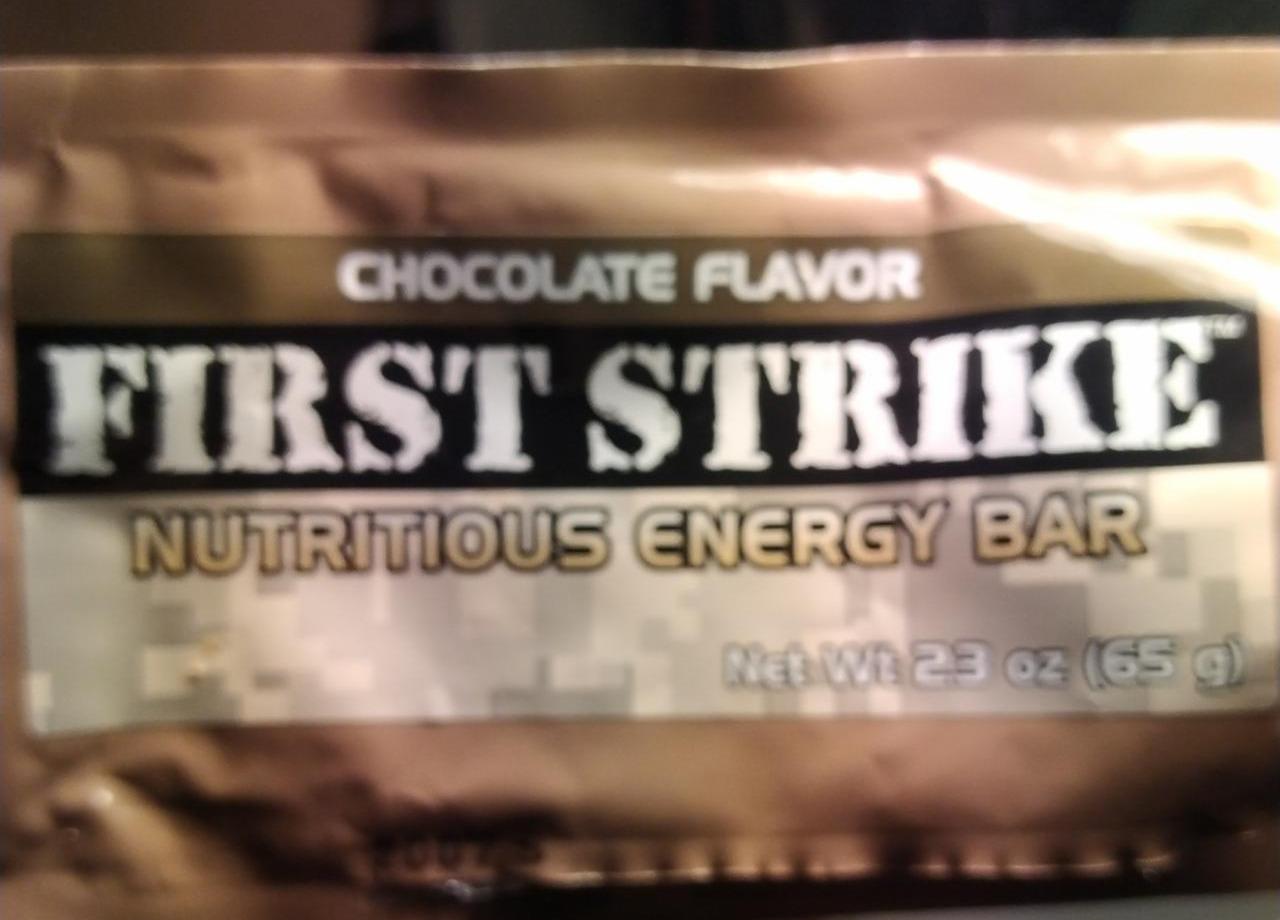 CHOCOLATE FLAVOR
FIRST STRIKE™
NUTRITIOUS ENERGY BAR
Net Wt 2.3 oz (65 g)